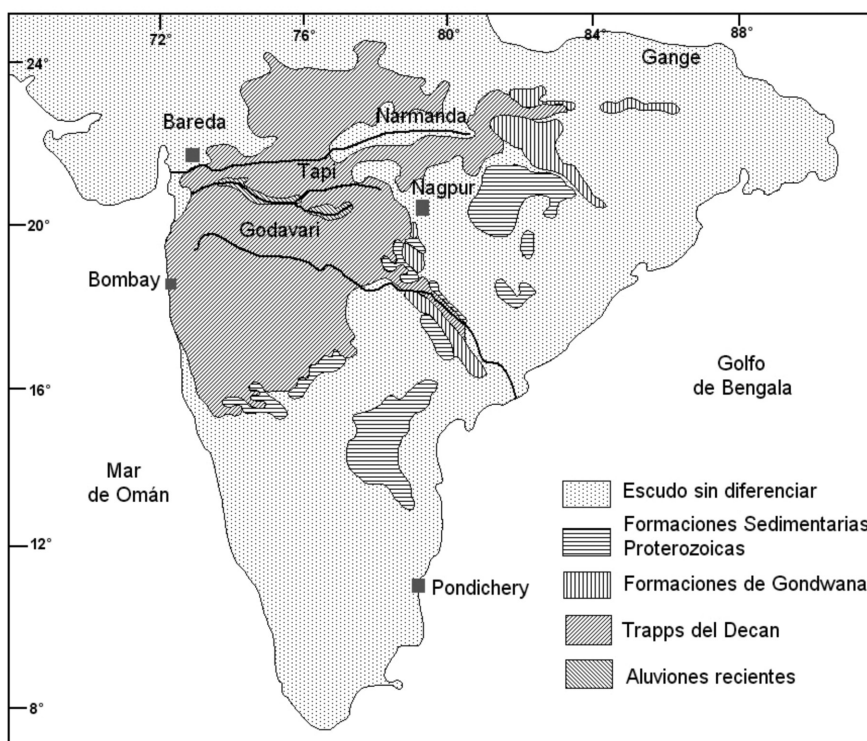 72°
76°
80°
84°
88°
24°
Gange
Bareda
Narmanda
Tapi
Nagpur
20°
Godavari
Bombay
Golfo
de Bengala
16°
Mar
de Omán
Escudo sin diferenciar
Formaciones Sedimentarias
Proterozoicas
12°
Formaciones de Gondwana
Pondichery
Trapps del Decan
Aluviones recientes
8°